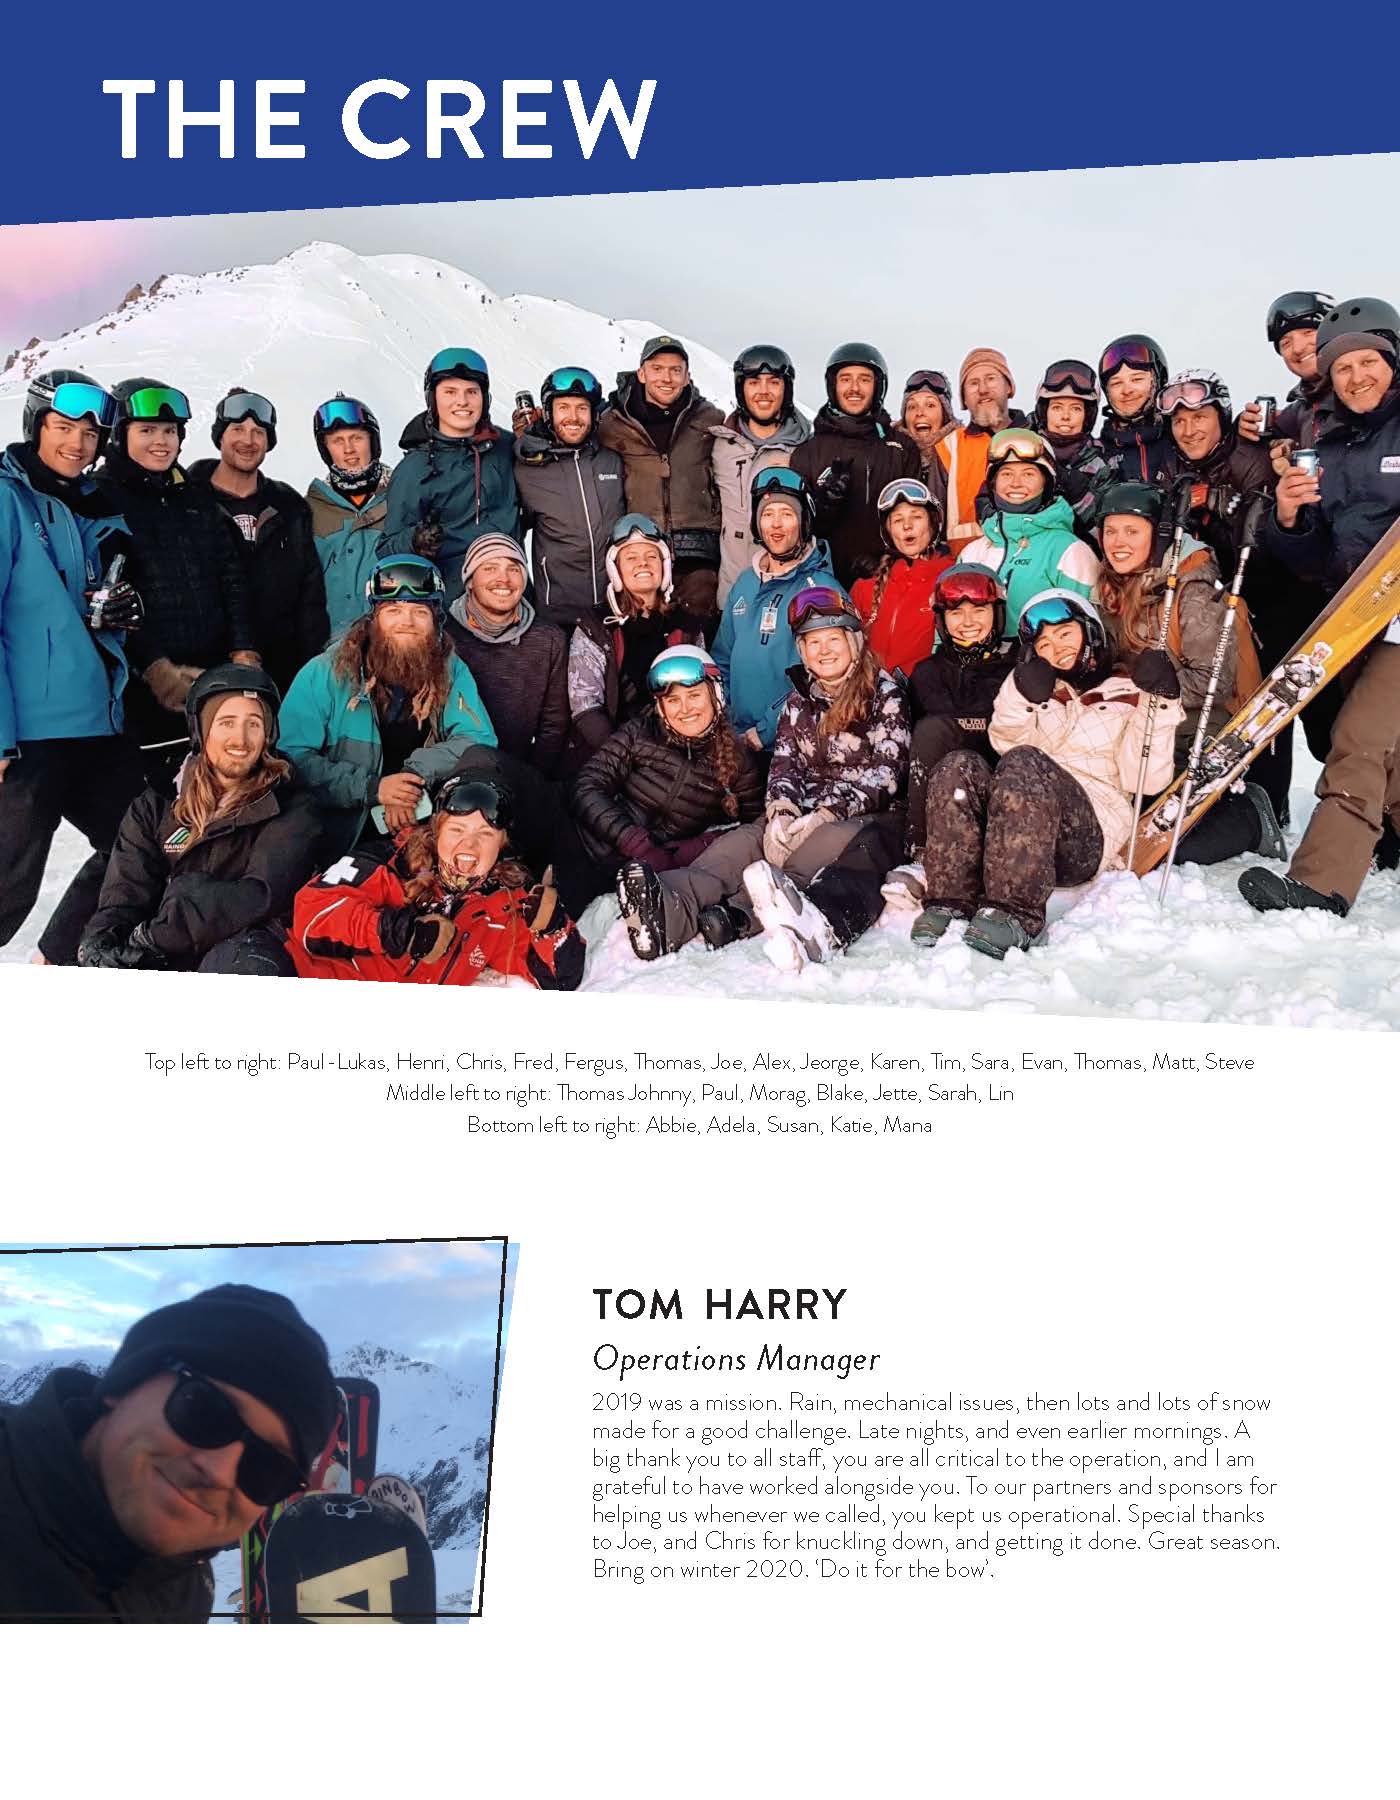 THE CREW
Top left to right: Paul-Lukas, Henri, Chris, Fred, Fergus, Thomas, Joe, Alex, Jeorge, Karen, Tim, Sara, Evan, Thomas, Matt, Steve
Middle left to right: Thomas Johnny, Paul, Morag, Blake, Jette, Sarah, Lin
Bottom left to right: Abbie, Adela, Susan, Katie, Mana
TOM HARRY
Operations Manager
2019 was a mission. Rain, mechanical issues, then lots and lots of snow
made for a good challenge. Late nights, and even earlier mornings. A
big thank you to all staff, you are all critical to the operation, and I am
grateful to have worked alongside you. To our partners and sponsors for
helping us whenever we called, you kept us operational. Special thanks
to Joe, and Chris for knuckling down, and getting it done. Great season.
Bring on winter 2020. ‘Do it for the bow’.
RAINBOW
A